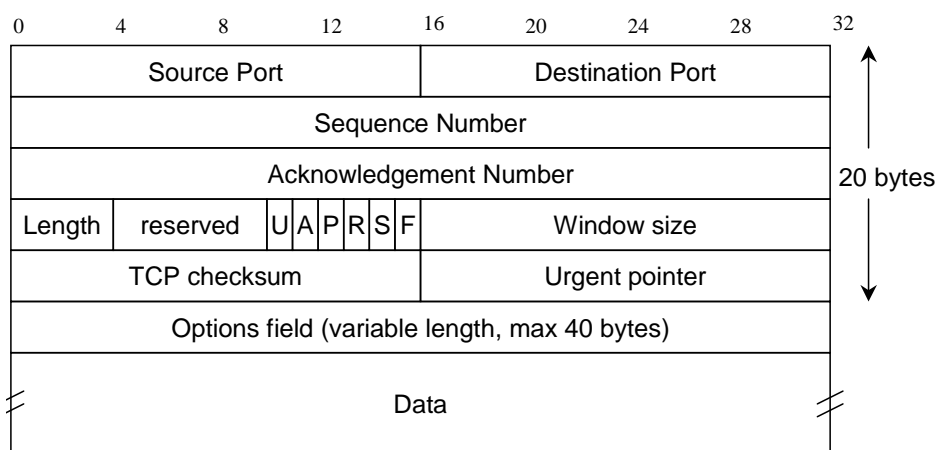 0 4 8 12 16 20 24 28 32
Source Port Destination Port
Sequence Number
Acknowledgement Number 20 bytes
Length reserved U A P R S F Window size
TCP checksum Urgent pointer
Options field (variable length, max 40 bytes)
Data